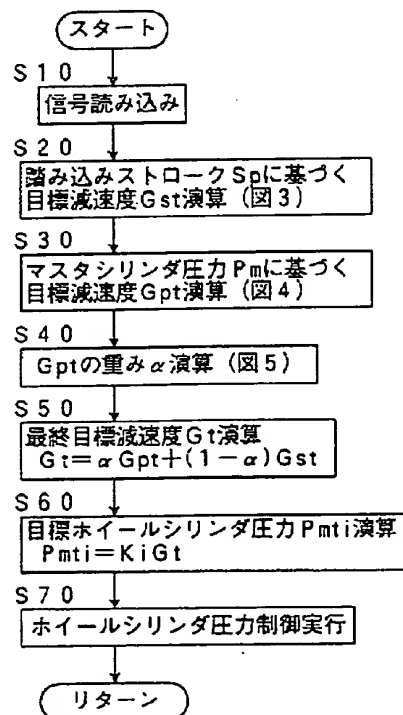 スタート
S10
信号読み込み
S20
踏み込みストロークSpに基づく
目標減速度Gst演算（図3）
S30
マスタシリンダ圧力Pmに基づく
目標減速度Gpt演算（図4）
S40
Gptの重みα演算（図5）
S50
最終目標減速度Gt演算
Gt＝αGpt＋(1－α)Gst
S60
目標ホイールシリンダ圧力Pmti演算
Pmti＝KiGt
S70
ホイールシリンダ圧力制御実行
リターン